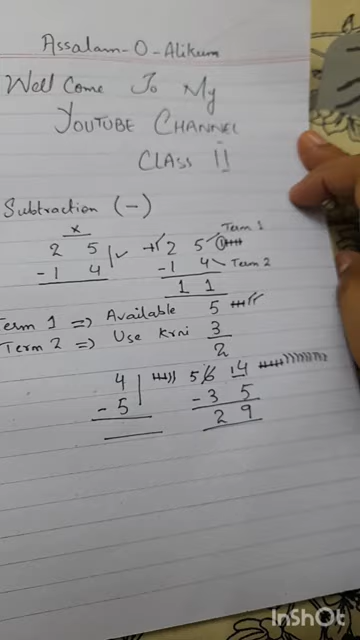 Assalam-O-Alikum
Well Come To My
YOUTUBE CHANNEL
CLASS II
Subtraction (-)
x
Term 1
2 5 2 5 1
-1 4 -1 4 Term 2
1 1
Term 1 => Available 5
Term 2 => Use Krni 3
2
4 5 6 14
- 5 - 3 5
2 9
InShOt